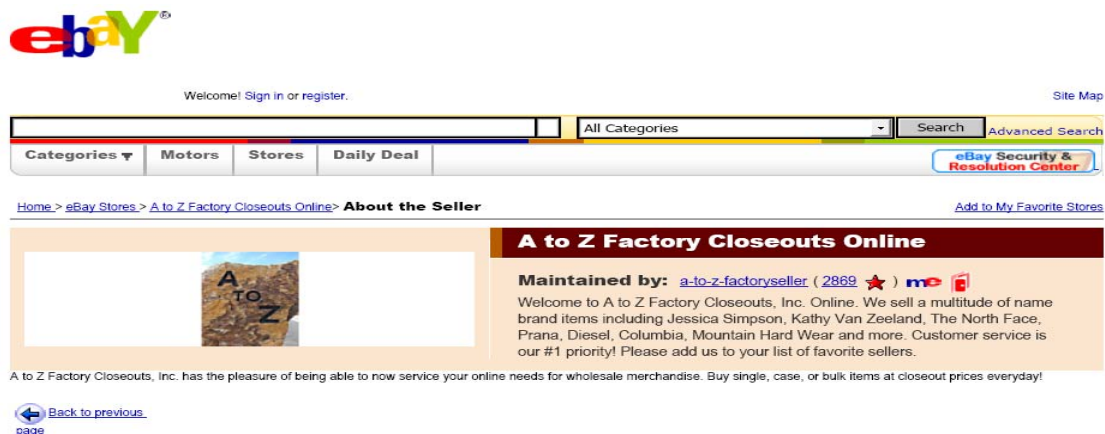 ebaY®
Welcome! Sign in or register.
Site Map
All Categories
Search
Advanced Search
Categories
Motors
Stores
Daily Deal
eBay Security &
Resolution Center
Home > eBay Stores > A to Z Factory Closeouts Online> About the Seller
Add to My Favorite Stores
A
TO
Z
A to Z Factory Closeouts Online
Maintained by: a-to-z-factoryseller ( 2869 ) me
Welcome to A to Z Factory Closeouts, Inc. Online. We sell a multitude of name
brand items including Jessica Simpson, Kathy Van Zeeland, The North Face,
Prana, Diesel, Columbia, Mountain Hard Wear and more. Customer service is
our #1 priority! Please add us to your list of favorite sellers.
A to Z Factory Closeouts, Inc. has the pleasure of being able to now service your online needs for wholesale merchandise. Buy single, case, or bulk items at closeout prices everyday!
Back to previous
page